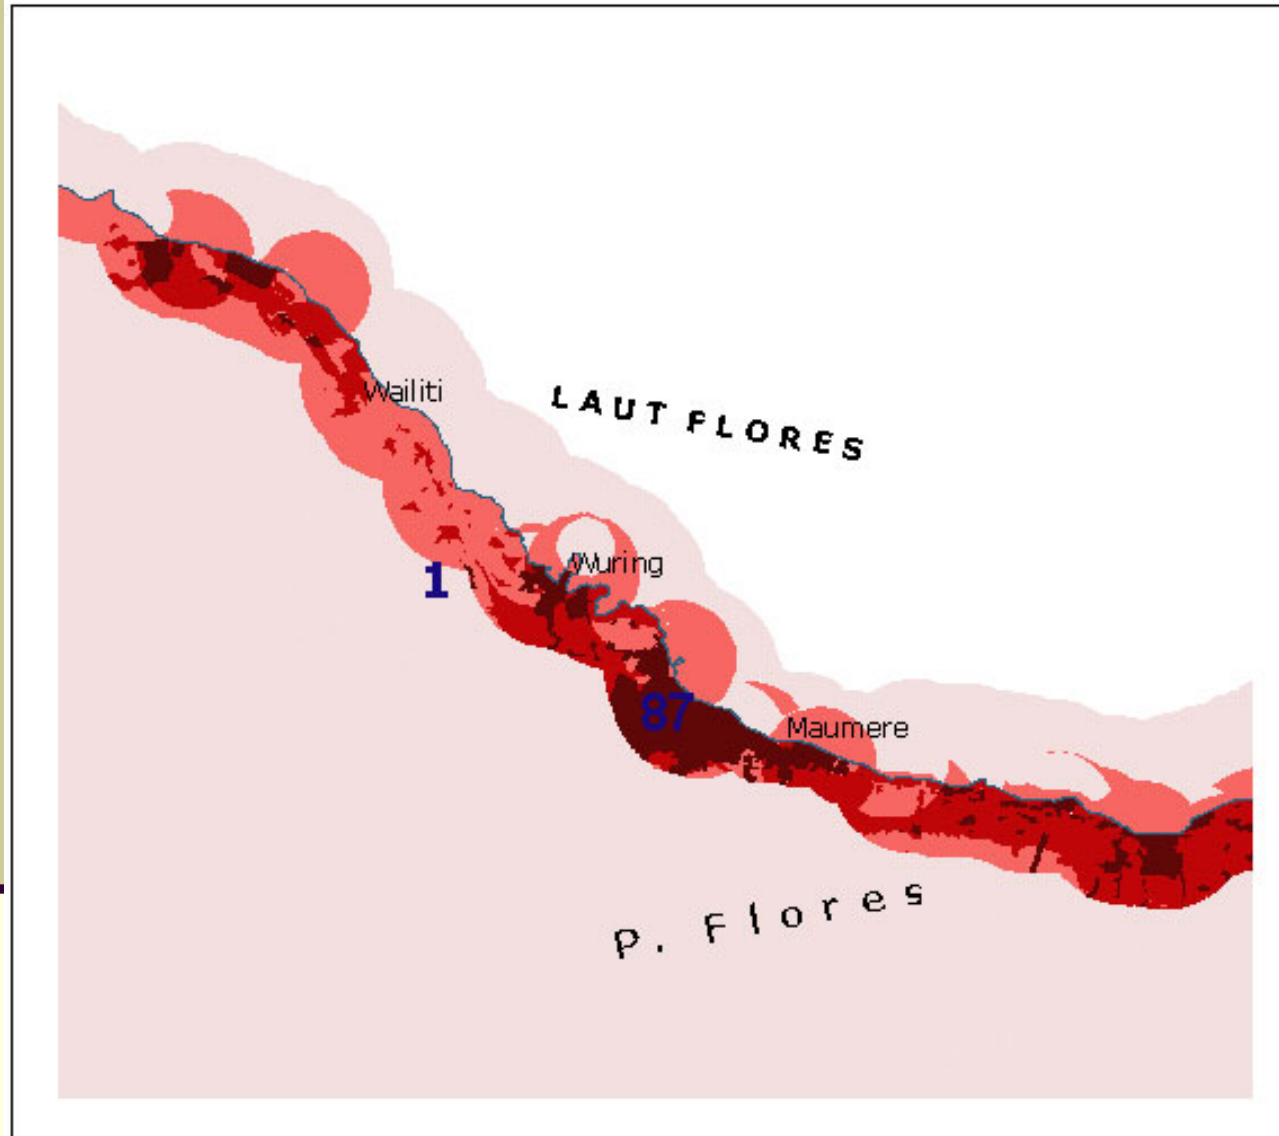 Wailiti
LAUT FLORES
Wuring
1
87
Maumere
P. Flores